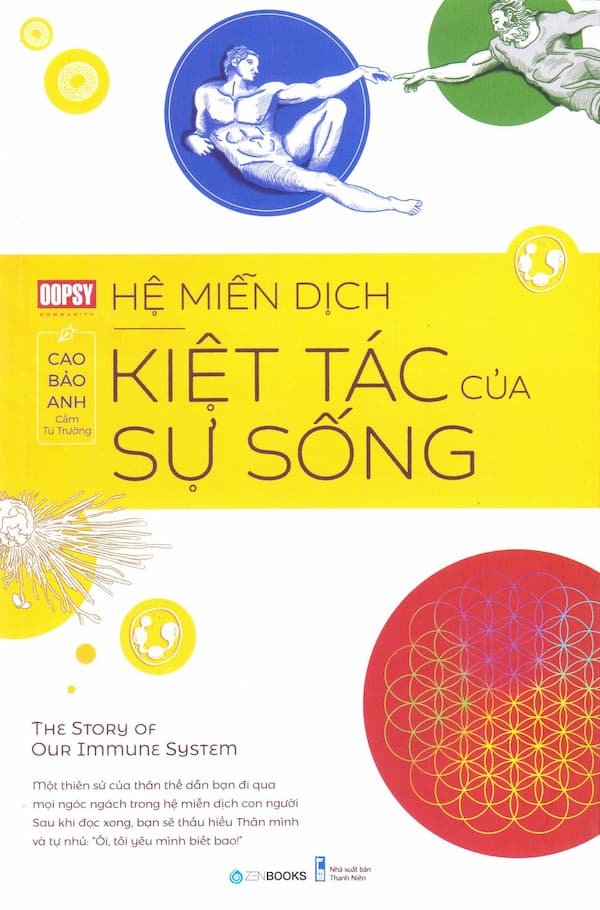 OOPSY
COMMUNITY
CAO
BẢO
ANH
Cẩm
Tú Trường
HỆ MIỄN DỊCH
KIỆT TÁC CỦA
SỰ SỐNG
THE STORY OF
OUR IMMUNE SYSTEM
Một thiên sử của thân thể dẫn bạn đi qua
mọi ngóc ngách trong hệ miễn dịch con người
Sau khi đọc xong, bạn sẽ thấu hiểu Thân mình
và tự nhủ: "Ôi, tôi yêu mình biết bao!"
ZENBOOKS
Nhà xuất bản
Thanh Niên